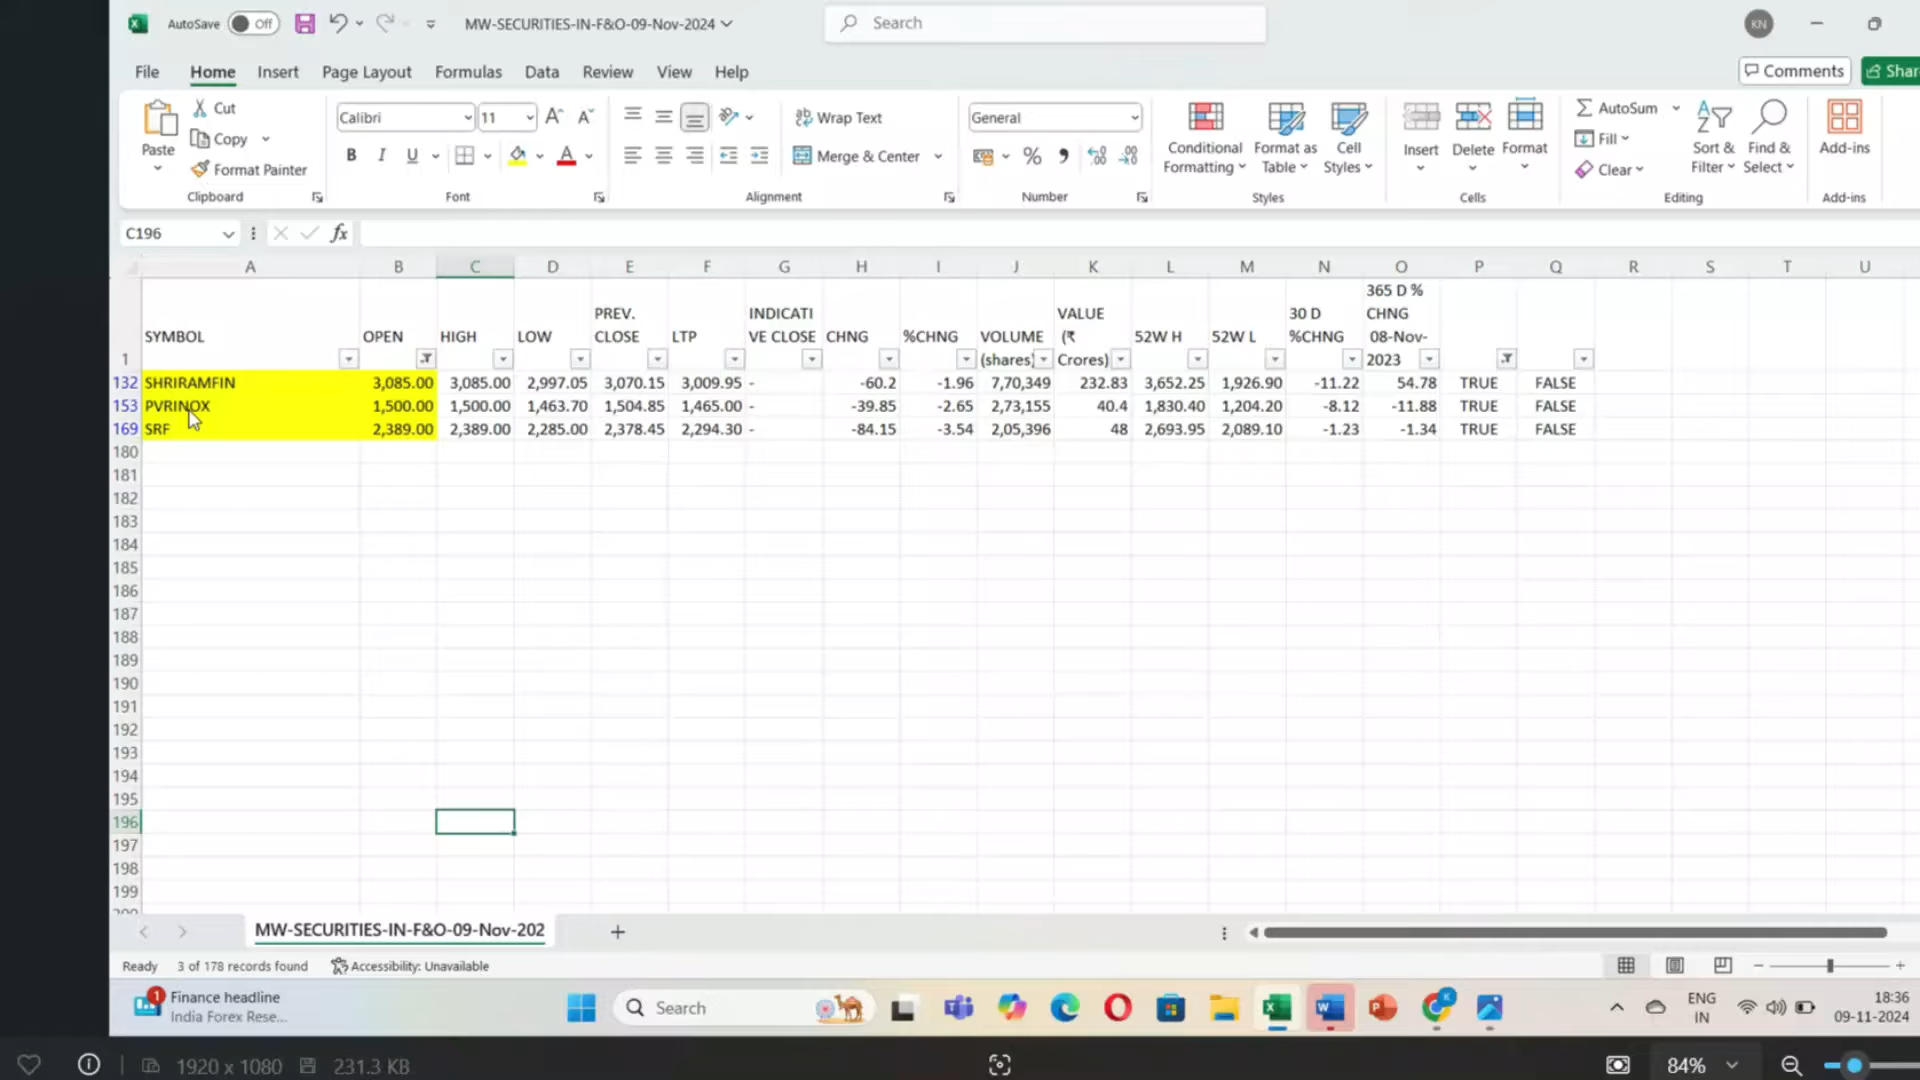 AutoSave Off MW-SECURITIES-IN-F&O-09-Nov-2024 Search KN
File Home Insert Page Layout Formulas Data Review View Help Comments Shar
Paste Cut Copy Format Painter Clipboard
Calibri 11 B I U A A A Font
ab Wrap Text Merge & Center Alignment
General % Number
Conditional Formatting Format as Table Cell Styles Styles
Insert Delete Format Cells
AutoSum Fill Clear Sort & Filter Find & Select Editing
Add-ins Add-ins
C196 fx
A B C D E F G H I J K L M N O P Q R S T U
1 SYMBOL OPEN HIGH LOW PREV. CLOSE LTP INDICATI VE CLOSE CHNG %CHNG VOLUME (shares) VALUE (₹ Crores) 52W H 52W L 30 D %CHNG 365 D % CHNG 08-Nov-2023
132 SHRIRAMFIN 3,085.00 3,085.00 2,997.05 3,070.15 3,009.95 - -60.2 -1.96 7,70,349 232.83 3,652.25 1,926.90 -11.22 54.78 TRUE FALSE
153 PVRINOX 1,500.00 1,500.00 1,463.70 1,504.85 1,465.00 - -39.85 -2.65 2,73,155 40.4 1,830.40 1,204.20 -8.12 -11.88 TRUE FALSE
169 SRF 2,389.00 2,389.00 2,285.00 2,378.45 2,294.30 - -84.15 -3.54 2,05,396 48 2,693.95 2,089.10 -1.23 -1.34 TRUE FALSE
180
181
182
183
184
185
186
187
188
189
190
191
192
193
194
195
196
197
198
199
MW-SECURITIES-IN-F&O-09-Nov-202 +
Ready 3 of 178 records found Accessibility: Unavailable
1 Finance headline
India Forex Rese...
Search
ENG
IN
18:36
09-11-2024
1920 x 1080 231.3 KB 84%